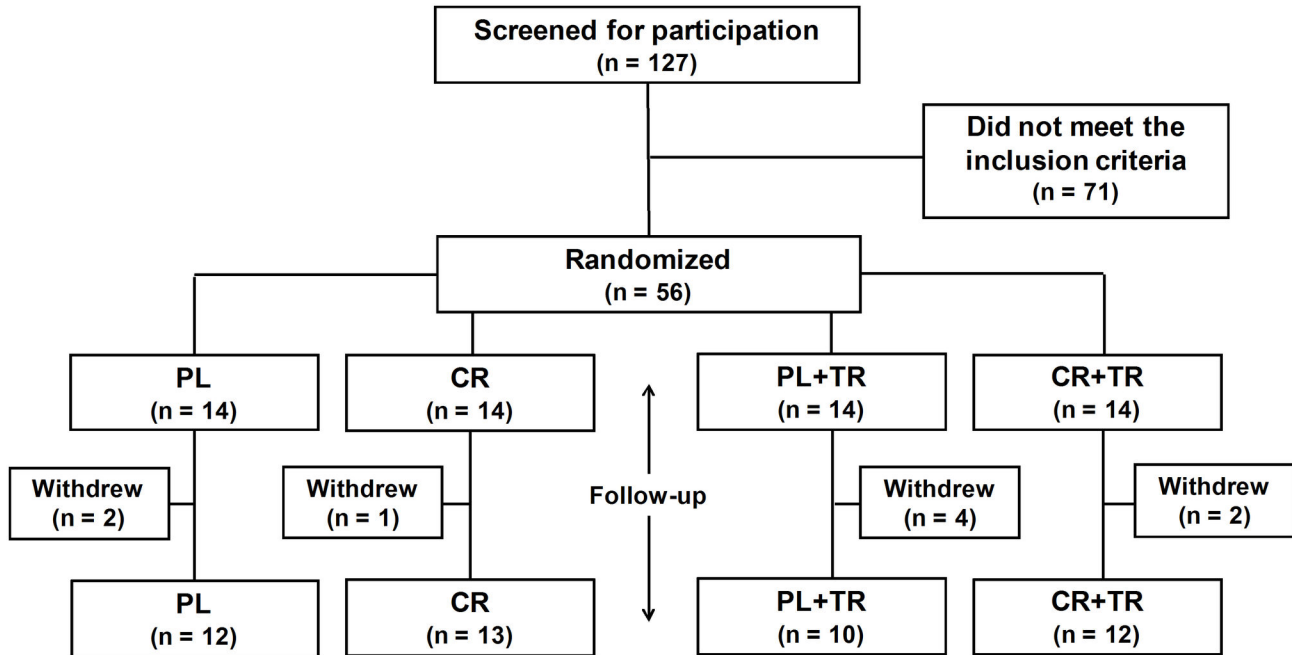 Screened for participation
(n = 127)
Did not meet the
inclusion criteria
(n = 71)
Randomized
(n = 56)
PL
(n = 14)
CR
(n = 14)
PL+TR
(n = 14)
CR+TR
(n = 14)
Withdrew
(n = 2)
Withdrew
(n = 1)
Follow-up
Withdrew
(n = 4)
Withdrew
(n = 2)
PL
(n = 12)
CR
(n = 13)
PL+TR
(n = 10)
CR+TR
(n = 12)